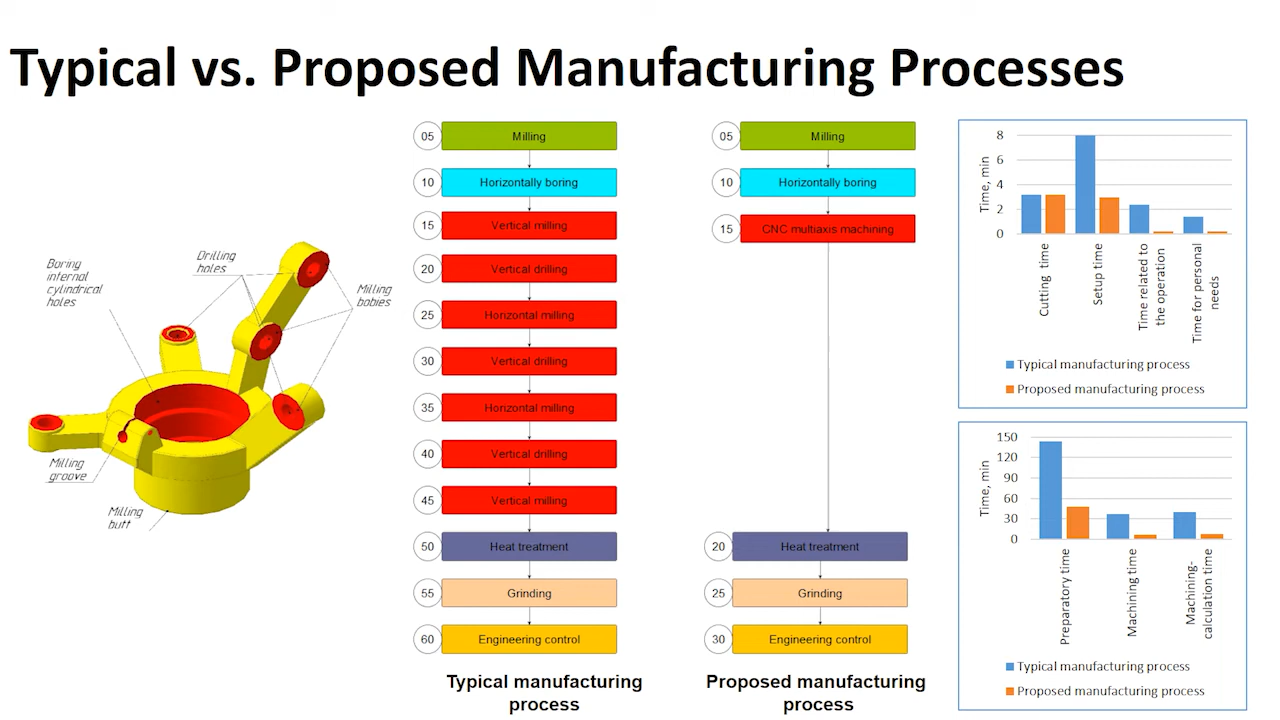 Typical vs. Proposed Manufacturing Processes
Boring
internal
cylindrical
holes
Drilling
holes
Milling
bobies
Milling
groove
Milling
butt
05 Milling
10 Horizontally boring
15 Vertical milling
20 Vertical drilling
25 Horizontal milling
30 Vertical drilling
35 Horizontal milling
40 Vertical drilling
45 Vertical milling
50 Heat treatment
55 Grinding
60 Engineering control
Typical manufacturing
process
05 Milling
10 Horizontally boring
15 CNC multiaxis machining
20 Heat treatment
25 Grinding
30 Engineering control
Proposed manufacturing
process
Time, min
8
6
4
2
0
Cutting time
Setup time
Time related to
the operation
Time for personal
needs
Typical manufacturing process
Proposed manufacturing process
Time, min
150
120
90
60
30
0
Preparatory time
Machining time
Machining-
calculation time
Typical manufacturing process
Proposed manufacturing process